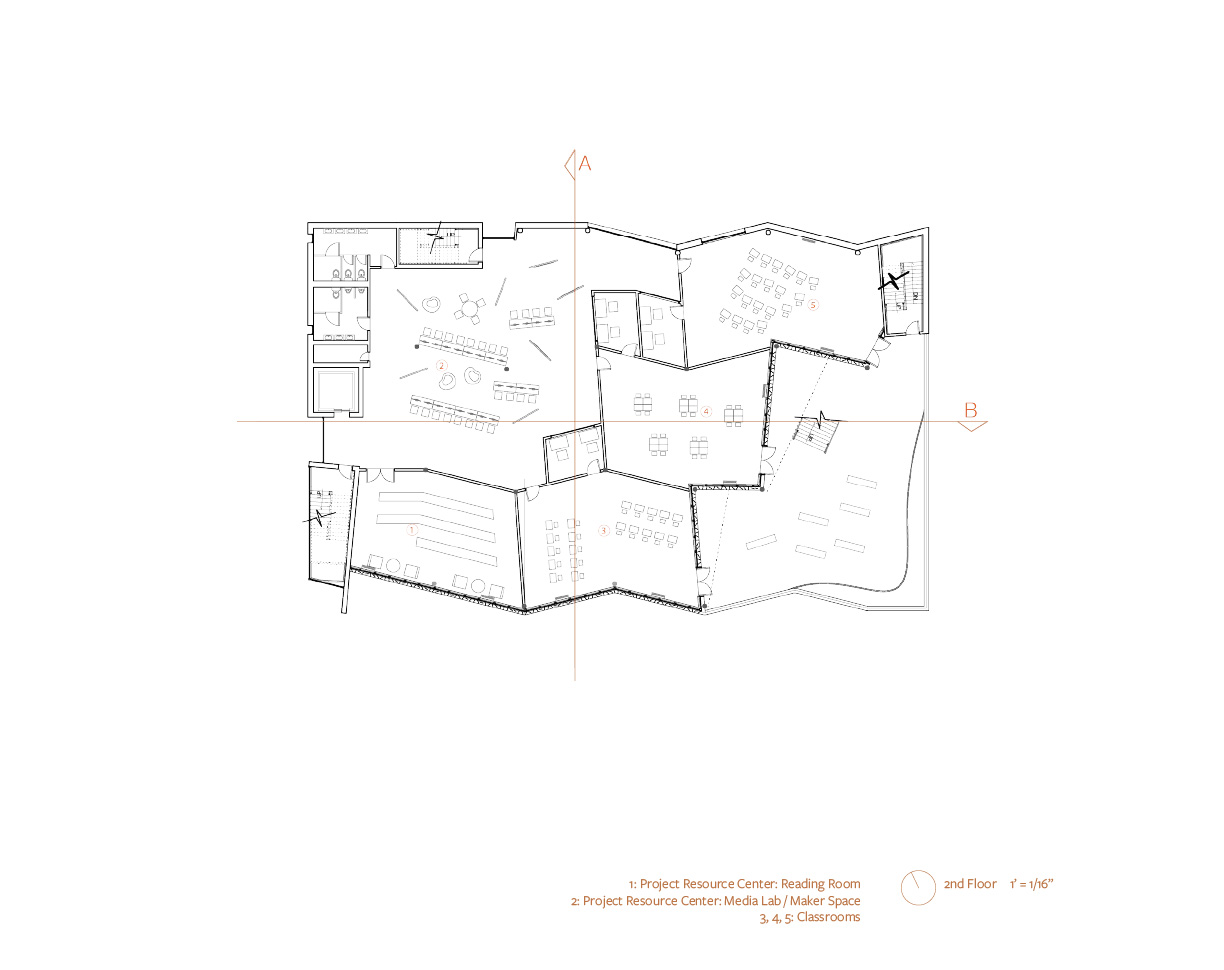 A
5
2
4
B
1
3
1: Project Resource Center: Reading Room
2: Project Resource Center: Media Lab / Maker Space
3, 4, 5: Classrooms
2nd Floor 1' = 1/16"